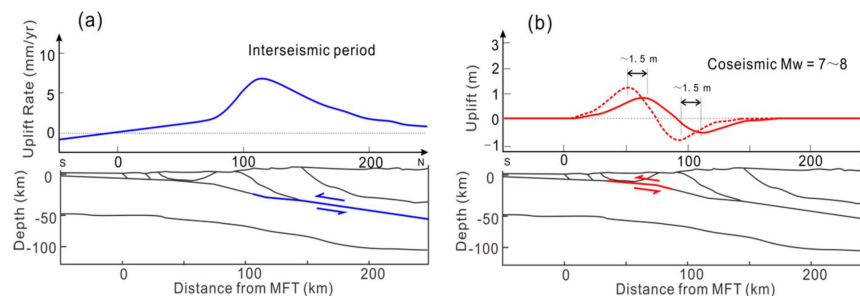 (a)
Interseismic period
Uplift Rate (mm/yr)
10
5
0
S
0
100
200
N
Depth (km)
0
-50
-100
0
100
200
Distance from MFT (km)
(b)
Coseismic Mw = 7~8
~1.5 m
~1.5 m
Uplift (m)
3
2
1
0
-1
S
0
100
200
N
Depth (km)
0
-50
-100
0
100
200
Distance from MFT (km)